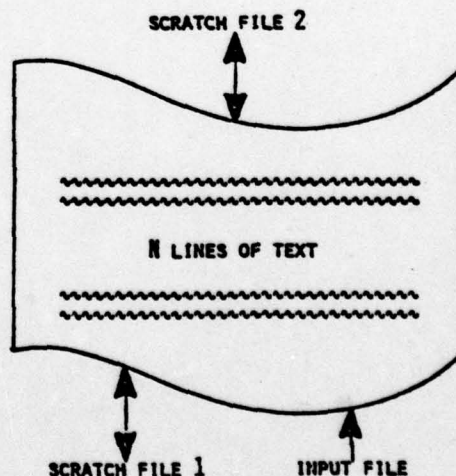 SCRATCH FILE 2
N LINES OF TEXT
SCRATCH FILE 1 INPUT FILE